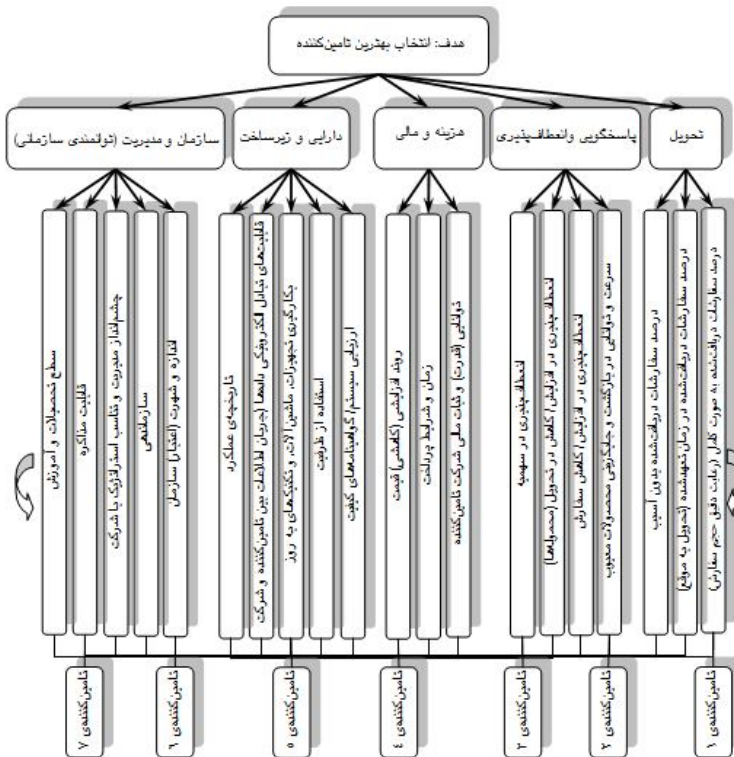 هدف: انتخاب بهترین تامین‌کننده
تحویل
پاسخگویی وانعطاف‌پذیری
هزینه و مالی
دارایی و زیرساخت
سازمان و مدیریت (توانمندی سازمانی)
درصد سفارشات دریافت‌شده به صورت کامل (رعایت دقیق حجم سفارش)
درصد سفارشات دریافت‌شده در زمان تعهدشده (تحویل به موقع)
درصد سفارشات دریافت‌شده بدون آسیب
سرعت و توانایی در بازگشت و جایگزینی محصولات معیوب
انعطاف‌پذیری در افزایش/ کاهش سفارش
انعطاف‌پذیری در افزایش/ کاهش در تحویل (محموله‌ها)
انعطاف‌پذیری در سهمیه
توانایی (قدرت) و ثبات مالی شرکت تامین‌کننده
زمان و شرایط پرداخت
روند افزایشی (کاهشی) قیمت
ارزیابی سیستم/ گواهینامه‌های کیفیت
استفاده از ظرفیت
بکارگیری تجهیزات، ماشین‌آلات، و تکنیک‌های به روز
قابلیت‌های تبادل الکترونیکی داده‌ها (جریان اطلاعات بین تامین‌کننده و شرکت
تاریخچه‌ی عملکرد
اندازه و شهرت (اعتبار) سازمان
سازماندهی
چشم‌انداز مدیریت و تناسب استراتژیک با شرکت
قابلیت مذاکره
سطح تحصیلات و آموزش
تامین‌کننده‌ی
۱
تامین‌کننده‌ی
۲
تامین‌کننده‌ی
۳
تامین‌کننده‌ی
٤
تامین‌کننده‌ی
۵
تامین‌کننده‌ی
٦
تامین‌کننده‌ی
۷